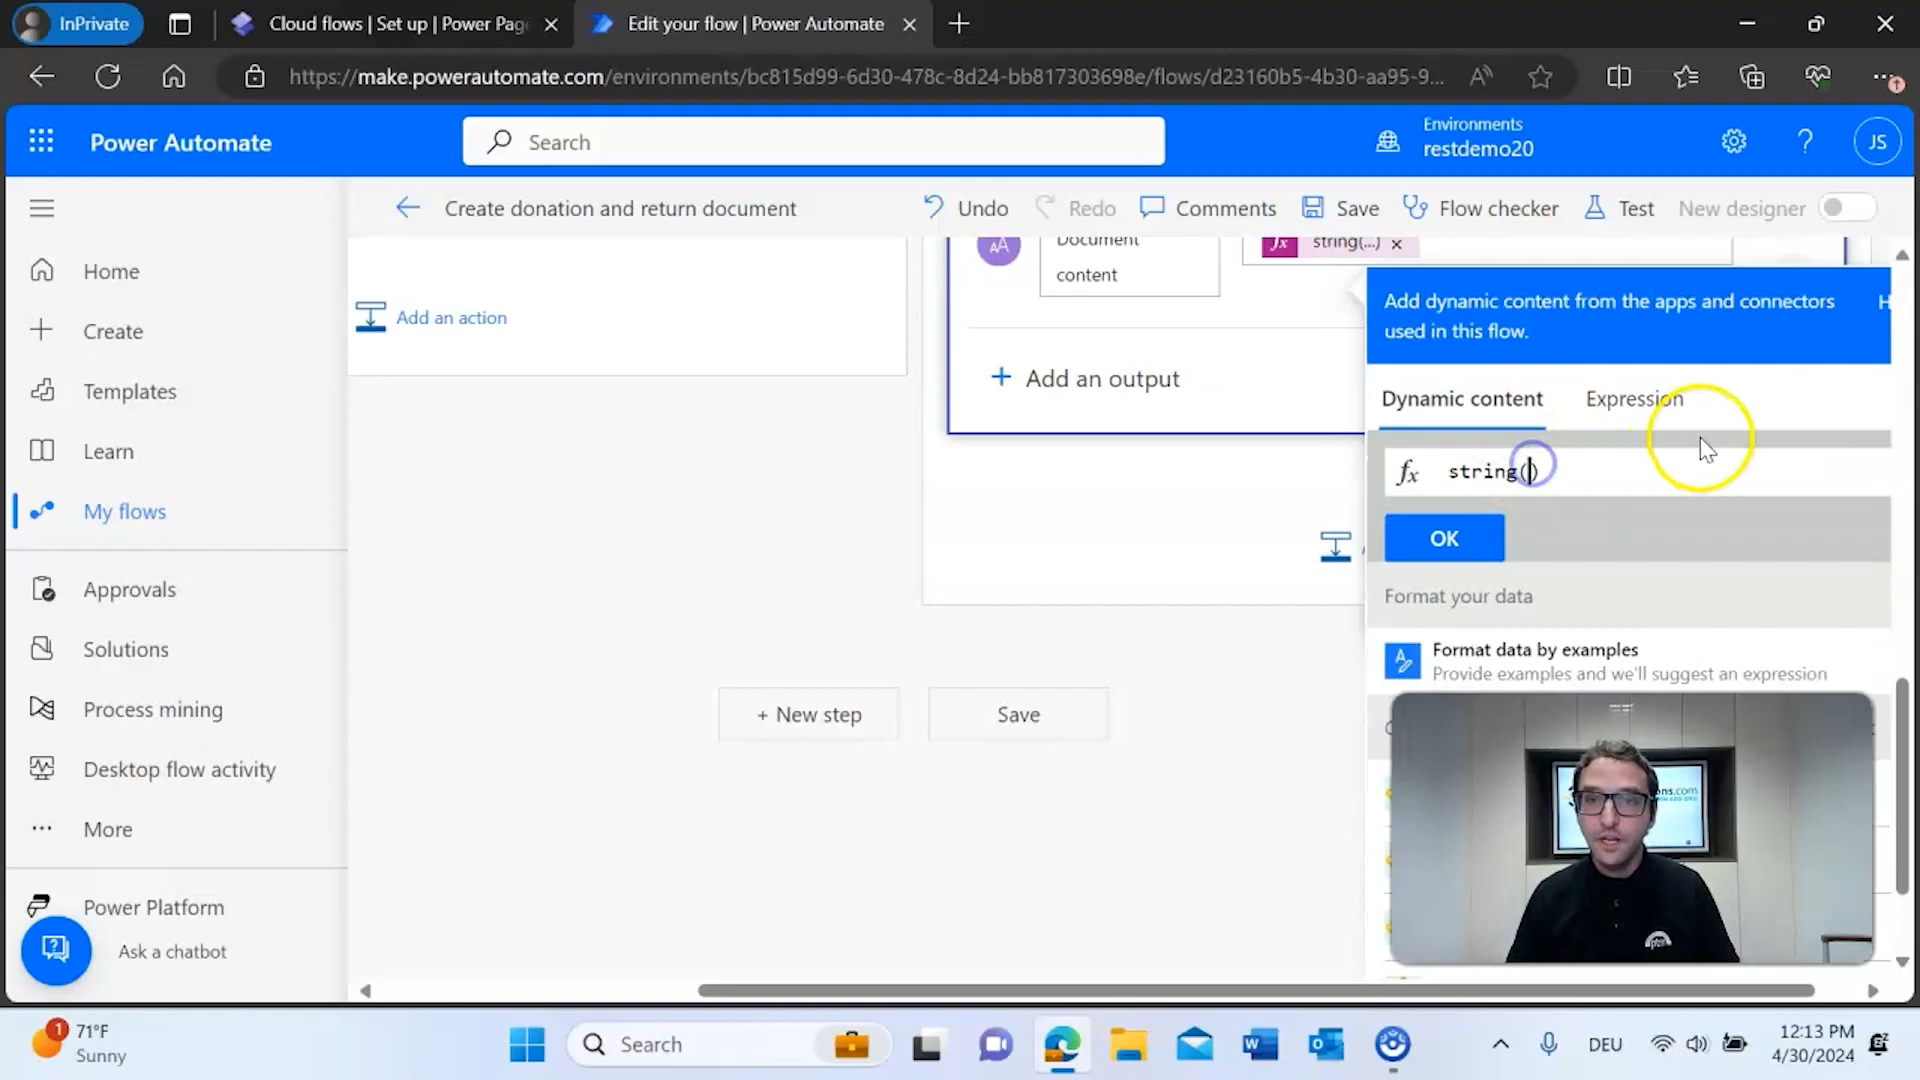 InPrivate
Cloud flows | Set up | Power Pag
Edit your flow | Power Automate
https://make.powerautomate.com/environments/bc815d99-6d30-478c-8d24-bb817303698e/flows/d23160b5-4b30-aa95-9...
Power Automate
Search
Environments
restdemo20
JS
Create donation and return document
Undo
Redo
Comments
Save
Flow checker
Test
New designer
Home
Create
Templates
Learn
My flows
Approvals
Solutions
Process mining
Desktop flow activity
More
Power Platform
Ask a chatbot
Add an action
Document
content
fx string(...)
Add an output
+ New step
Save
Add dynamic content from the apps and connectors
used in this flow.
H
Dynamic content
Expression
fx string()
OK
Format your data
Format data by examples
Provide examples and we'll suggest an expression
ons.com
1
71°F
Sunny
Search
DEU
12:13 PM
4/30/2024